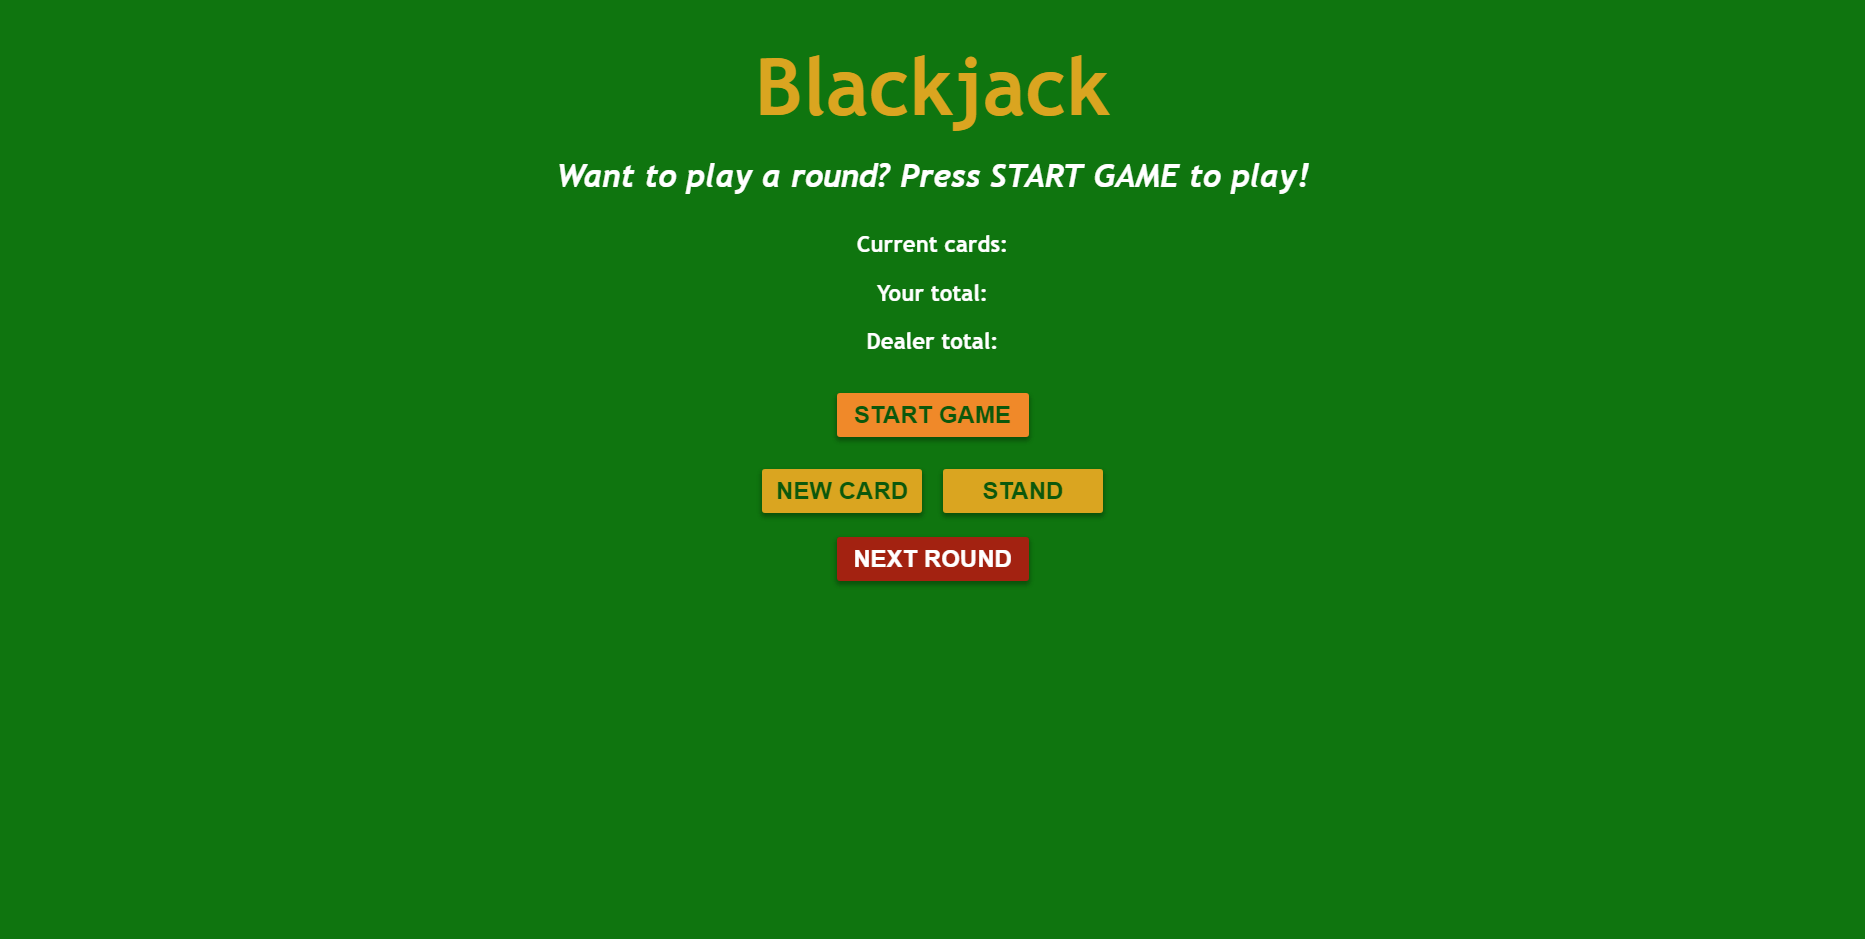 Blackjack
Want to play a round? Press START GAME to play!
Current cards:
Your total:
Dealer total:
START GAME
NEW CARD STAND
NEXT ROUND